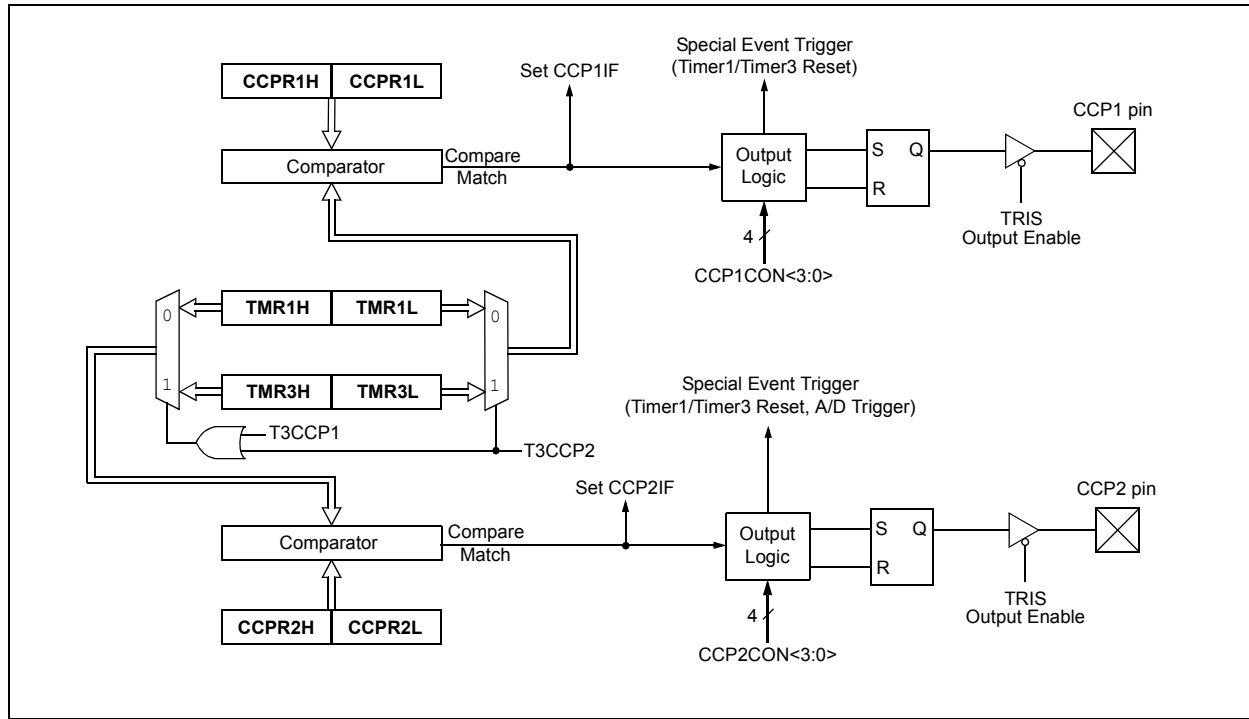 Special Event Trigger
(Timer1/Timer3 Reset)
Set CCP1IF
CCPR1H CCPR1L
CCP1 pin
Comparator
Compare
Match
Output
Logic
S Q
R
TRIS
Output Enable
4
CCP1CON<3:0>
0 TMR1H TMR1L 0
1 TMR3H TMR3L 1
T3CCP1
T3CCP2
Special Event Trigger
(Timer1/Timer3 Reset, A/D Trigger)
Set CCP2IF
CCP2 pin
Comparator
Compare
Match
Output
Logic
S Q
R
TRIS
Output Enable
4
CCPR2H CCPR2L
CCP2CON<3:0>